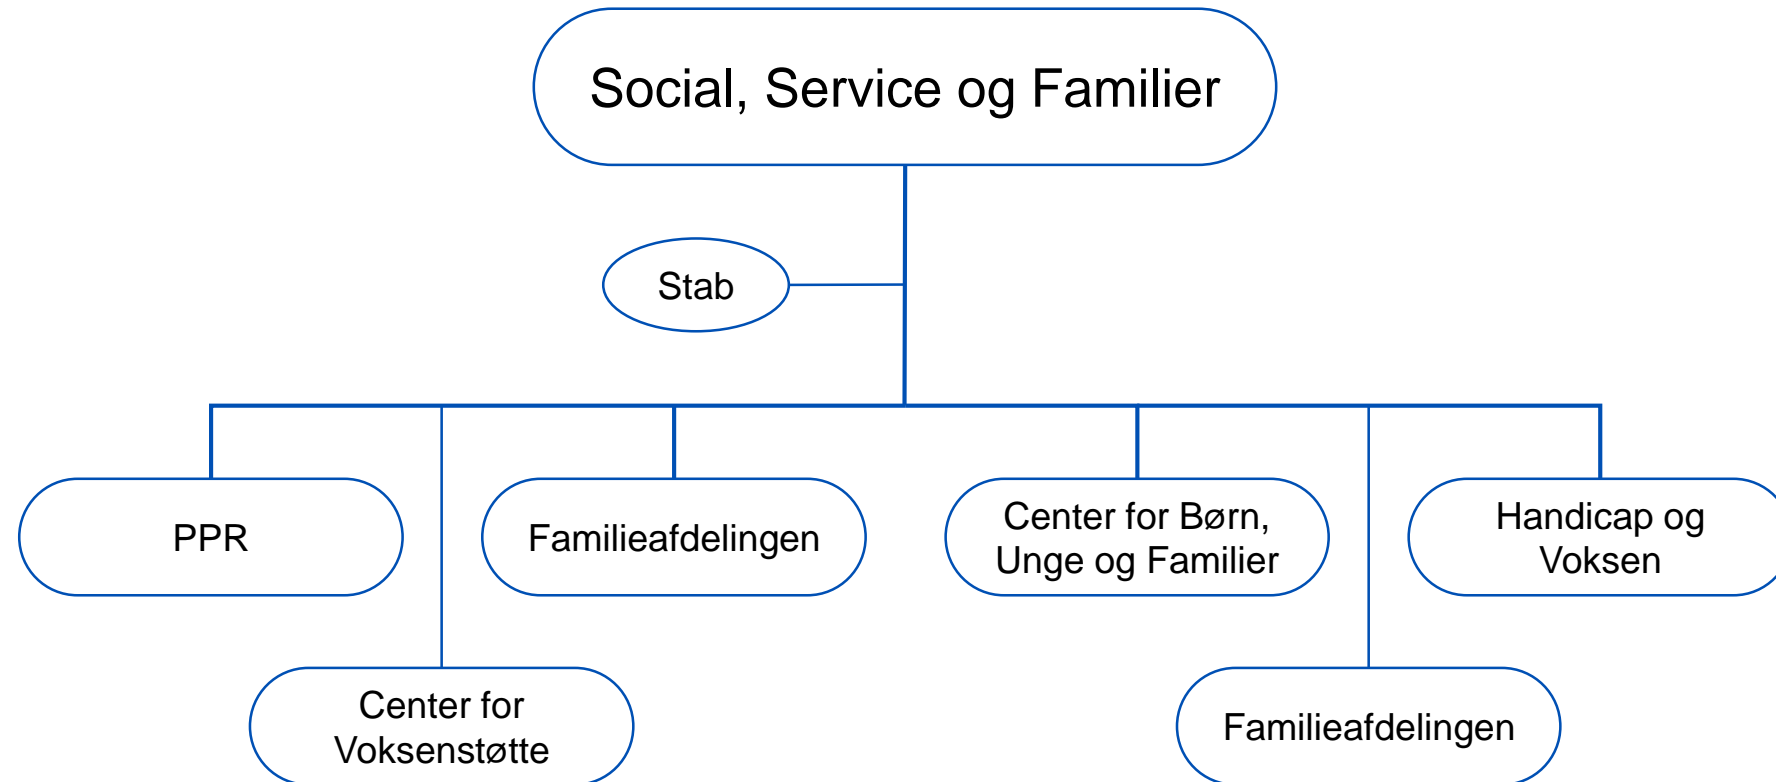 Social, Service og Familier
Stab
PPR
Familieafdelingen
Center for Børn,
Unge og Familier
Handicap og
Voksen
Center for
Voksenstøtte
Familieafdelingen